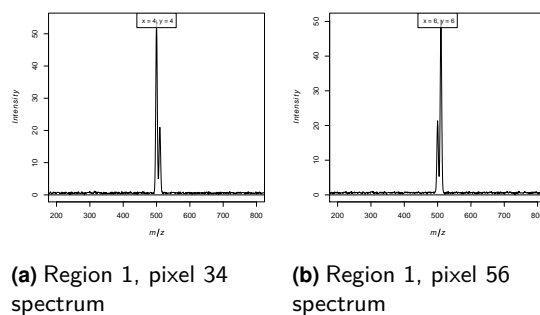 x = 4, y = 4
Intensity
50
40
30
20
10
0
200 300 400 500 600 700 800
m/z
(a) Region 1, pixel 34
spectrum
x = 6, y = 6
Intensity
50
40
30
20
10
0
200 300 400 500 600 700 800
m/z
(b) Region 1, pixel 56
spectrum